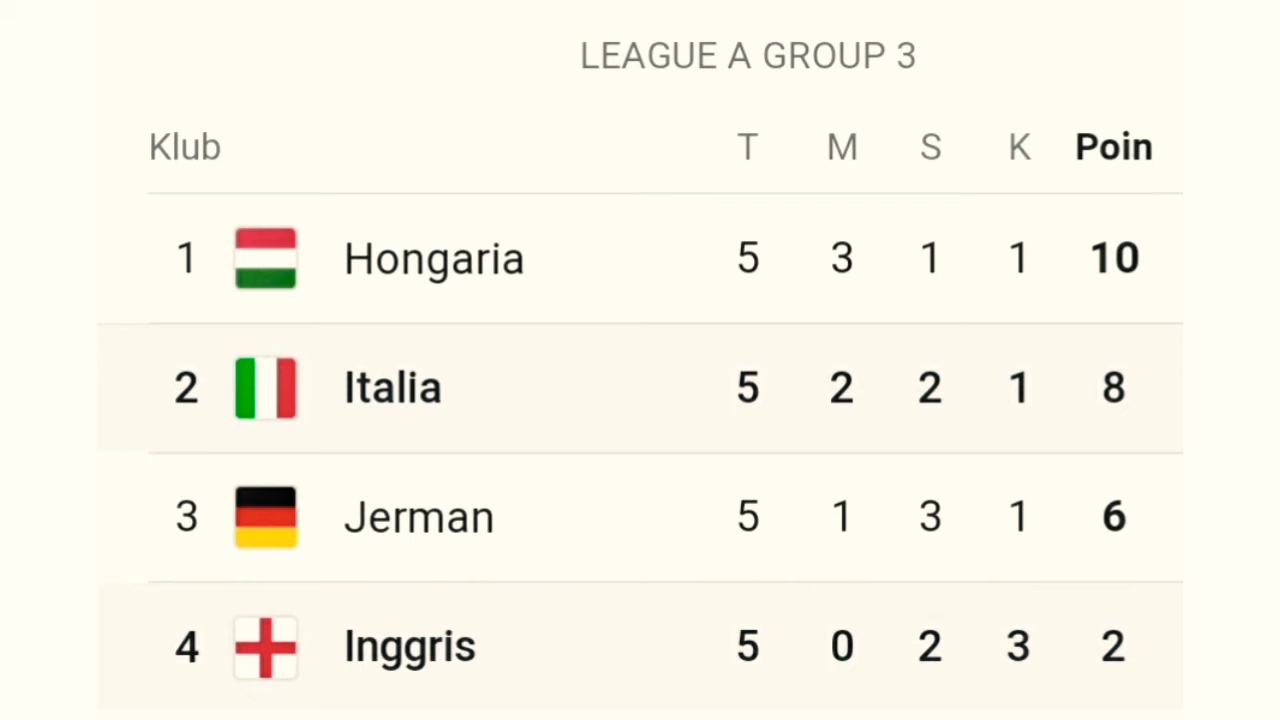 LEAGUE A GROUP 3
Klub T M S K Poin
1 Hongaria 5 3 1 1 10
2 Italia 5 2 2 1 8
3 Jerman 5 1 3 1 6
4 Inggris 5 0 2 3 2